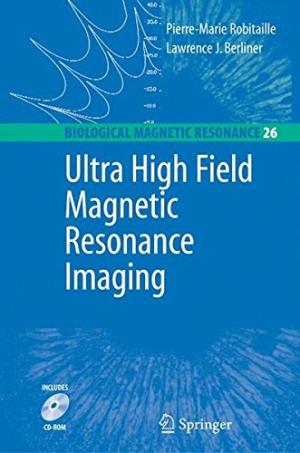 Pierre-Marie Robitaille
Lawrence J. Berliner
BIOLOGICAL MAGNETIC RESONANCE 26
Ultra High Field
Magnetic
Resonance
Imaging
INCLUDES
CD-ROM
Springer